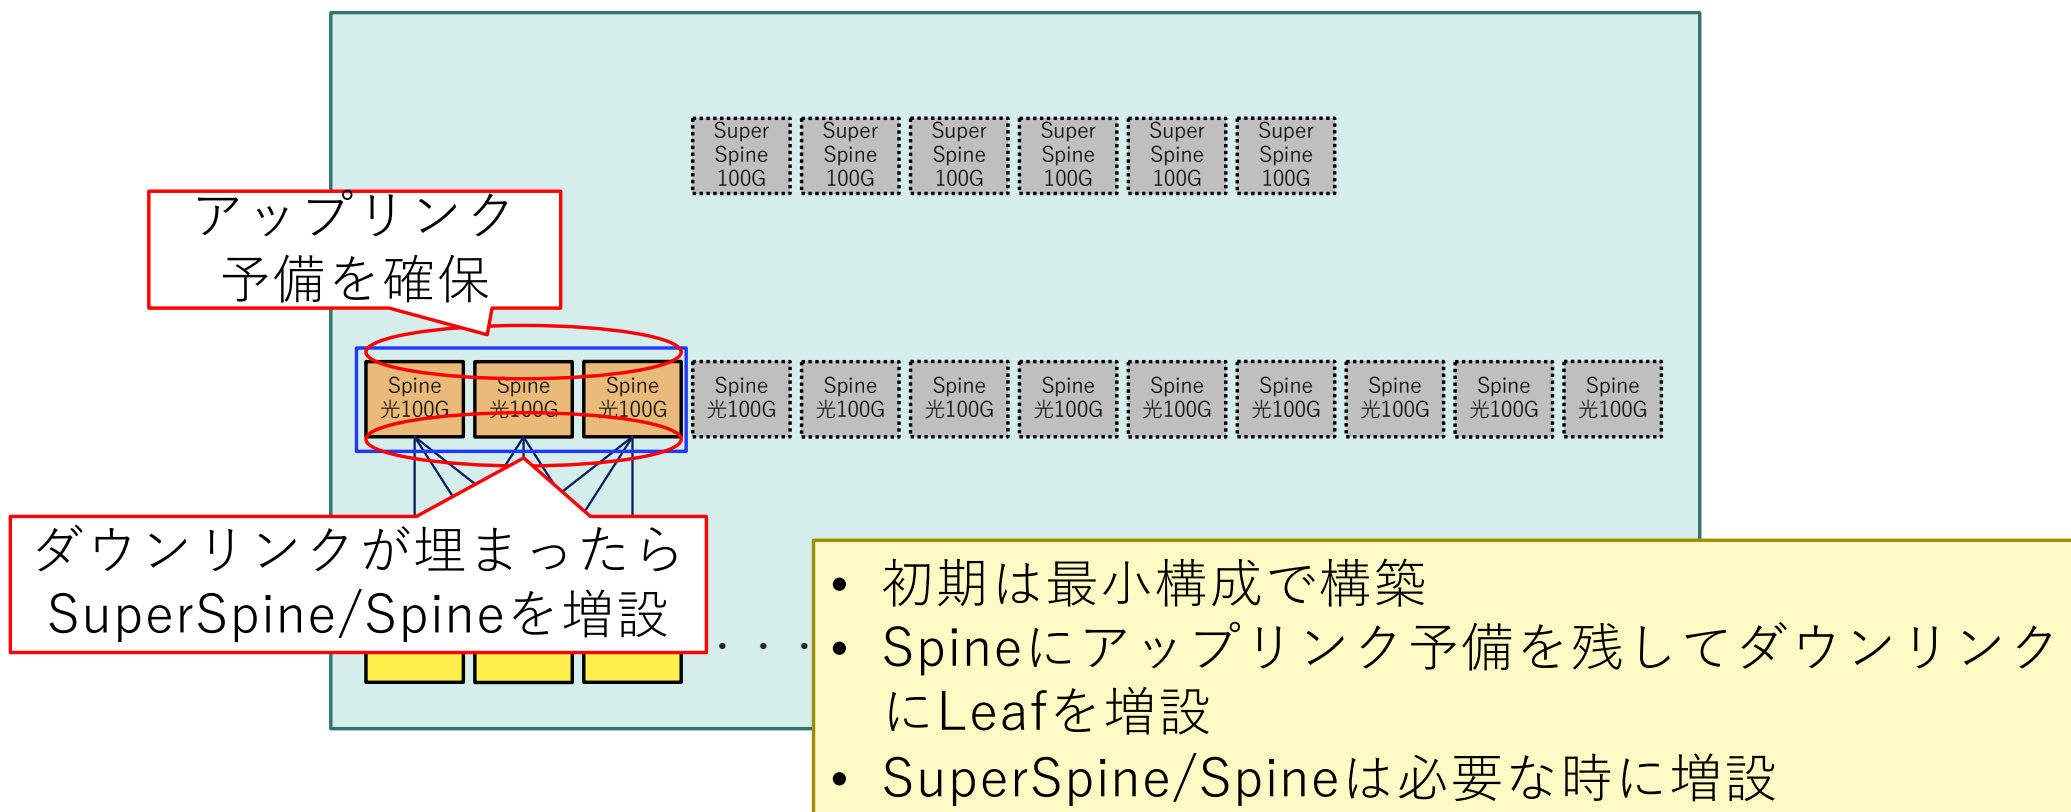 Super
Spine
100G
Super
Spine
100G
Super
Spine
100G
Super
Spine
100G
Super
Spine
100G
Super
Spine
100G
アップリンク
予備を確保
Spine
光100G
Spine
光100G
Spine
光100G
Spine
光100G
Spine
光100G
Spine
光100G
Spine
光100G
Spine
光100G
Spine
光100G
Spine
光100G
Spine
光100G
Spine
光100G
ダウンリンクが埋まったら
SuperSpine/Spineを増設
・・・
• 初期は最小構成で構築
• Spineにアップリンク予備を残してダウンリンク
にLeafを増設
• SuperSpine/Spineは必要な時に増設